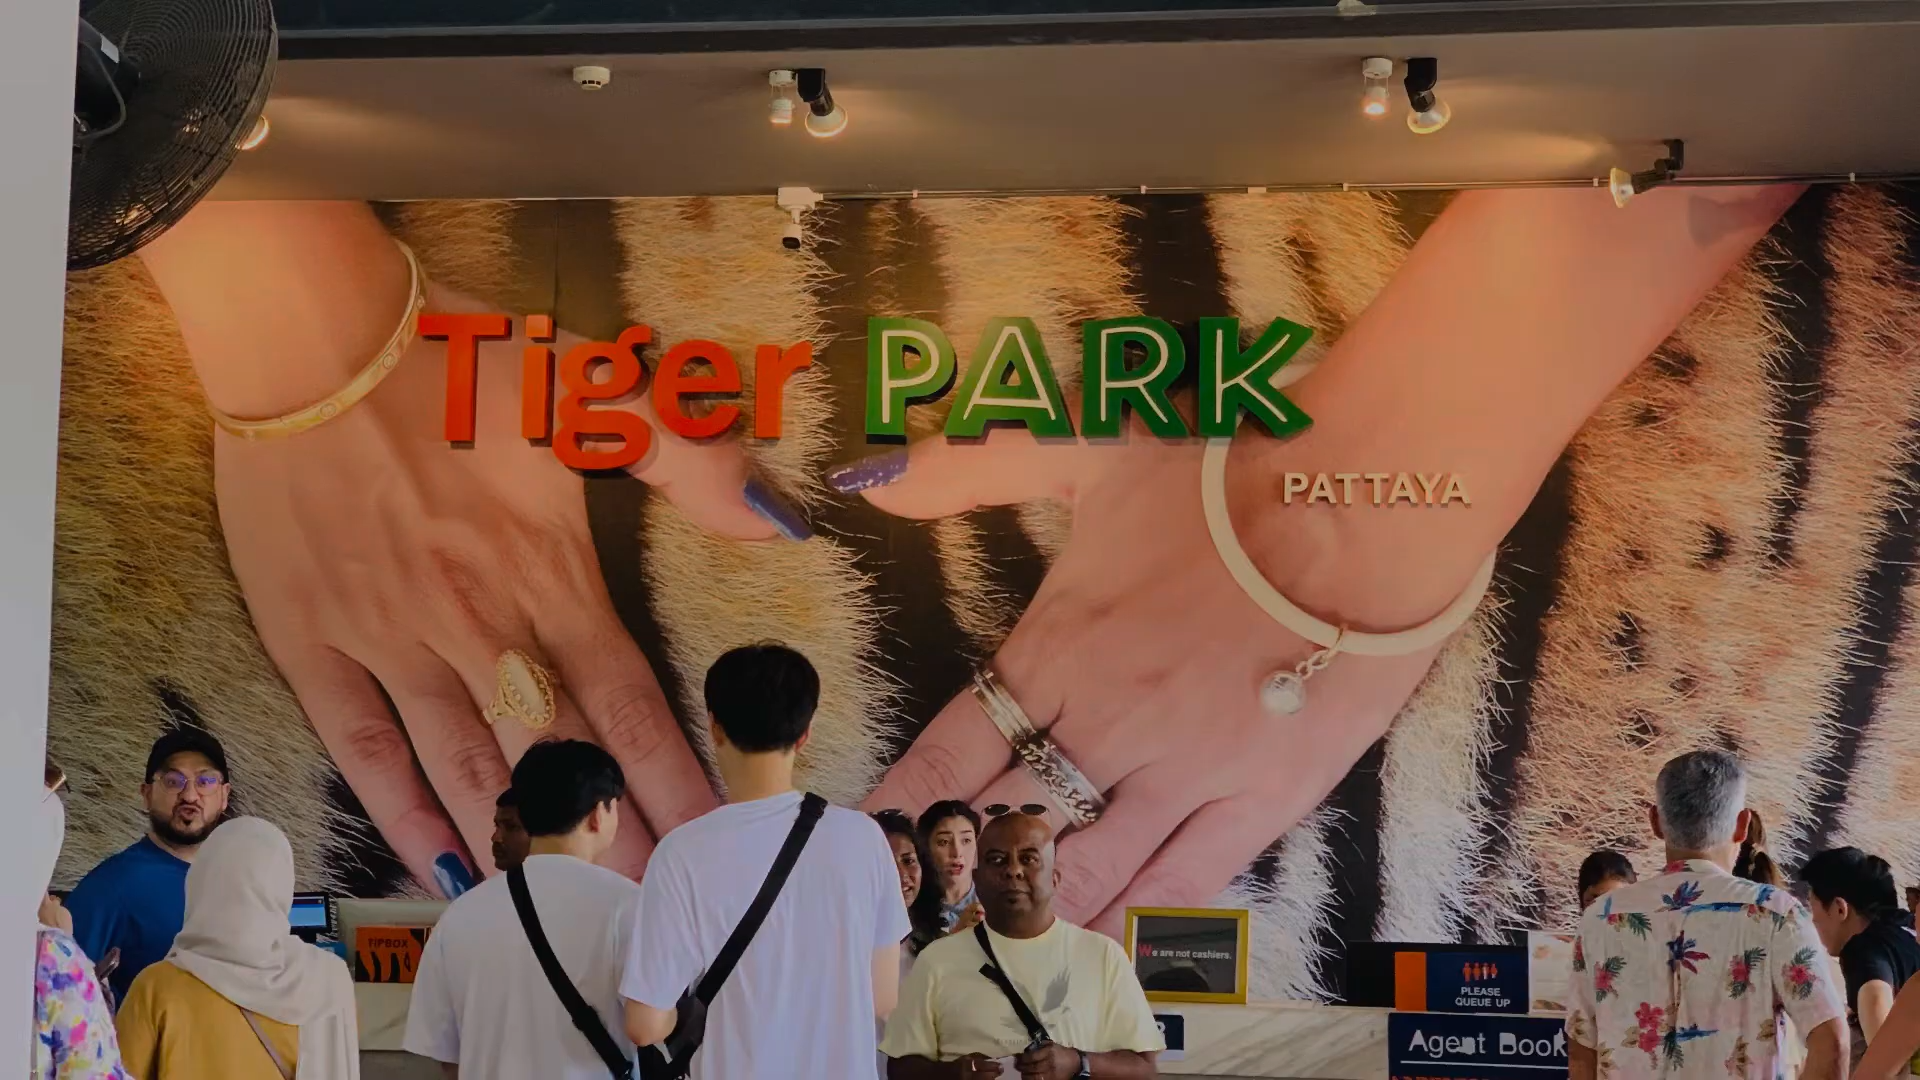 Tiger PARK
PATTAYA
TIPBOX
We are not cashiers.
PLEASE
QUEUE UP
Agent Book